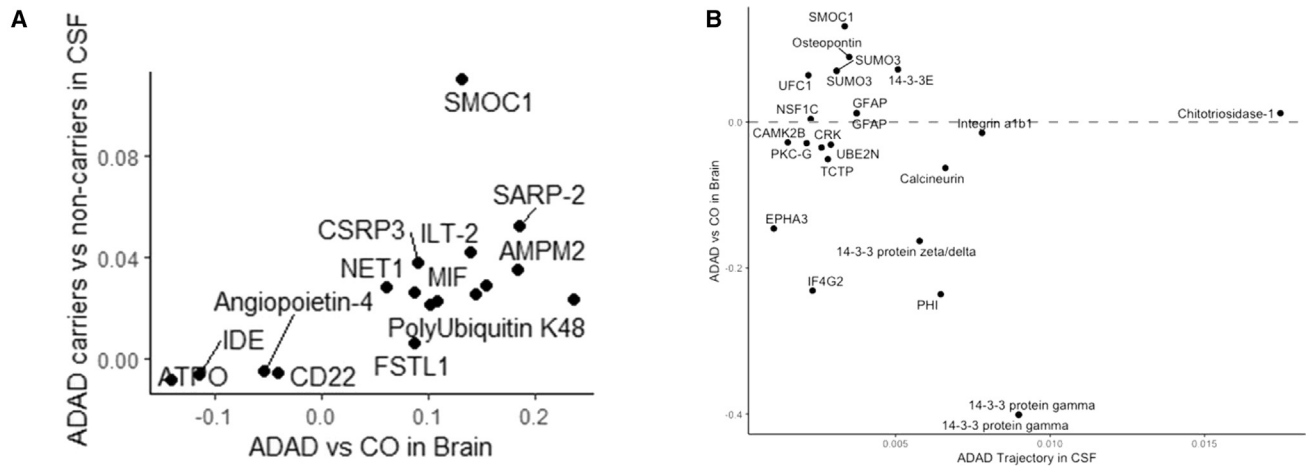 A
ADAD carriers vs non-carriers in CSF
SMOC1
0.08
SARP-2
CSRP3
ILT-2
AMPM2
0.04
NET1
MIF
Angiopoietin-4
PolyUbiquitin K48
IDE
FSTL1
0.00
ATPO
CD22
-0.1
0.0
0.1
0.2
ADAD vs CO in Brain
B
ADAD vs CO in Brain
SMOC1
Osteopontin
SUMO3
SUMO3
14-3-3E
UFC1
GFAP
NSF1C
Chitotriosidase-1
0.0
GFAP
Integrin a1b1
CAMK2B
CRK
PKC-G
UBE2N
TCTP
Calcineurin
EPHA3
14-3-3 protein zeta/delta
-0.2
IF4G2
PHI
14-3-3 protein gamma
-0.4
14-3-3 protein gamma
0.005
0.010
0.015
ADAD Trajectory in CSF